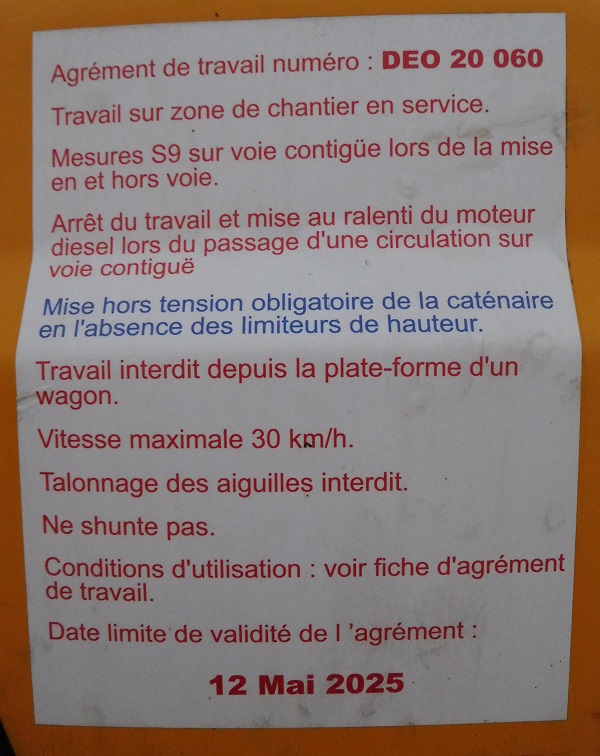 Agrément de travail numéro : DEO 20 060
Travail sur zone de chantier en service.
Mesures S9 sur voie contigüe lors de la mise
en et hors voie.
Arrêt du travail et mise au ralenti du moteur
diesel lors du passage d'une circulation sur
voie contiguë
Mise hors tension obligatoire de la caténaire
en l'absence des limiteurs de hauteur.
Travail interdit depuis la plate-forme d'un
wagon.
Vitesse maximale 30 km/h.
Talonnage des aiguilles interdit.
Ne shunte pas.
Conditions d'utilisation : voir fiche d'agrément
de travail.
Date limite de validité de l 'agrément :
12 Mai 2025